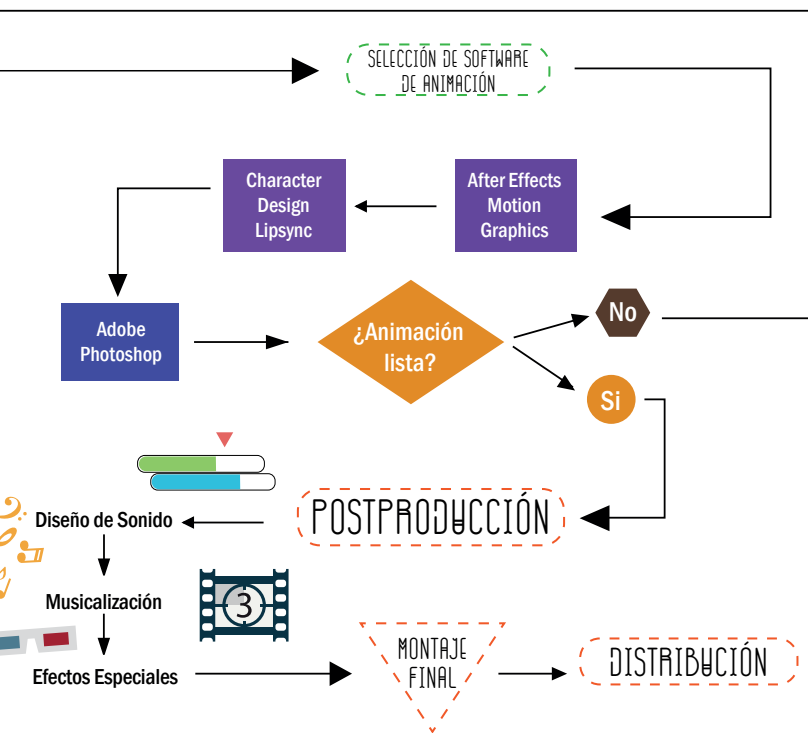 SELECCIÓN DE SOFTWARE
DE ANIMACIÓN
Character
Design
Lipsync
After Effects
Motion
Graphics
Adobe
Photoshop
¿Animación
lista?
No
Si
POSTPRODUCCIÓN
Diseño de Sonido
Musicalización
3
Efectos Especiales
MONTAJE
FINAL
DISTRIBUCIÓN